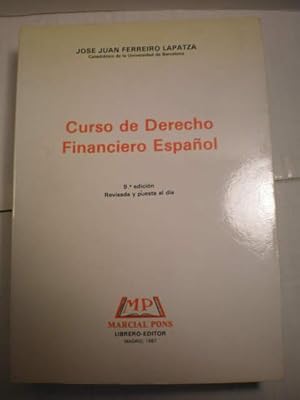 JOSE JUAN FERREIRO LAPATZA
Catedrático de la Universidad de Barcelona
Curso de Derecho
Financiero Español
9.ª edición
Revisada y puesta al día
MP
MARCIAL PONS
LIBRERO-EDITOR
MADRID, 1987